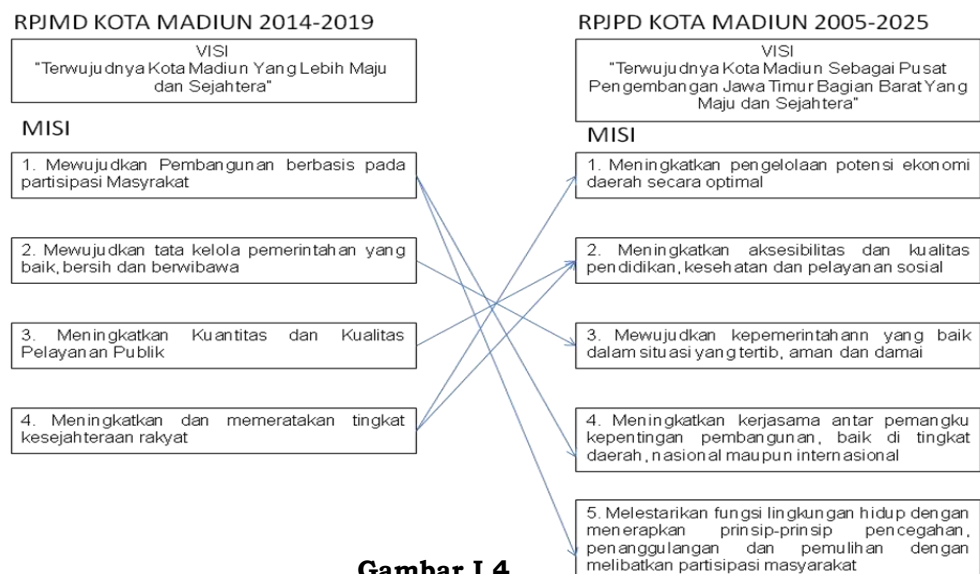 RPJMD KOTA MADIUN 2014-2019
VISI
"Terwujudnya Kota Madiun Yang Lebih Maju
dan Sejahtera"
MISI
1. Mewujudkan Pembangunan berbasis pada
partisipasi Masyrakat
2. Mewujudkan tata kelola pemerintahan yang
baik, bersih dan berwibawa
3. Meningkatkan Kuantitas dan Kualitas
Pelayanan Publik
4. Meningkatkan dan memeratakan tingkat
kesejahteraan rakyat
RPJPD KOTA MADIUN 2005-2025
VISI
"Terwujudnya Kota Madiun Sebagai Pusat
Pengembangan Jawa Timur Bagian Barat Yang
Maju dan Sejahtera"
MISI
1. Meningkatkan pengelolaan potensi ekonomi
daerah secara optimal
2. Meningkatkan aksesibilitas dan kualitas
pendidikan, kesehatan dan pelayanan sosial
3. Mewujudkan kepemerintahann yang baik
dalam situasi yang tertib, aman dan damai
4. Meningkatkan kerjasama antar pemangku
kepentingan pembangunan, baik di tingkat
daerah, nasional maupun internasional
5. Melestarikan fungsi lingkungan hidup dengan
menerapkan prinsip-prinsip pencegahan,
penanggulangan dan pemulihan dengan
melibatkan partisipasi masyarakat
Gambar I.4